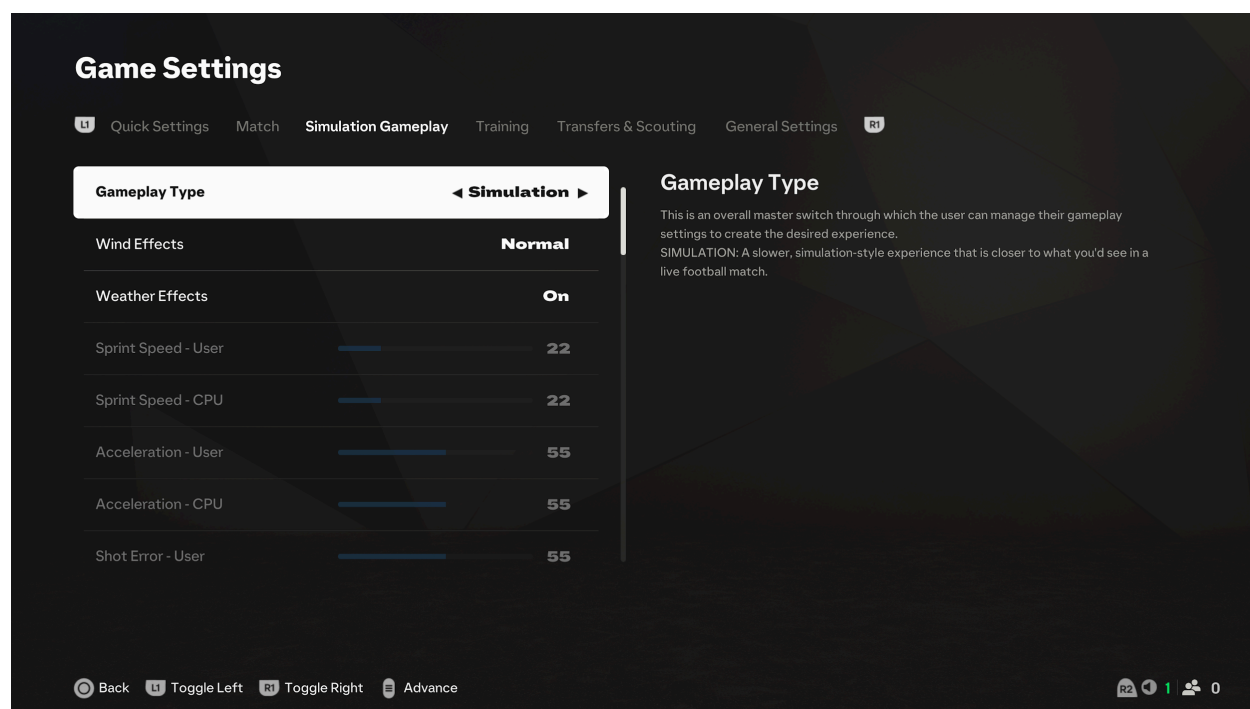 Game Settings
L1 Quick Settings Match Simulation Gameplay Training Transfers & Scouting General Settings R1
Gameplay Type Simulation
Wind Effects Normal
Weather Effects On
Sprint Speed - User 22
Sprint Speed - CPU 22
Acceleration - User 55
Acceleration - CPU 55
Shot Error - User 55
Gameplay Type
This is an overall master switch through which the user can manage their gameplay
settings to create the desired experience.
SIMULATION: A slower, simulation-style experience that is closer to what you'd see in a
live football match.
Back L1 Toggle Left R1 Toggle Right Advance
R2 1 0